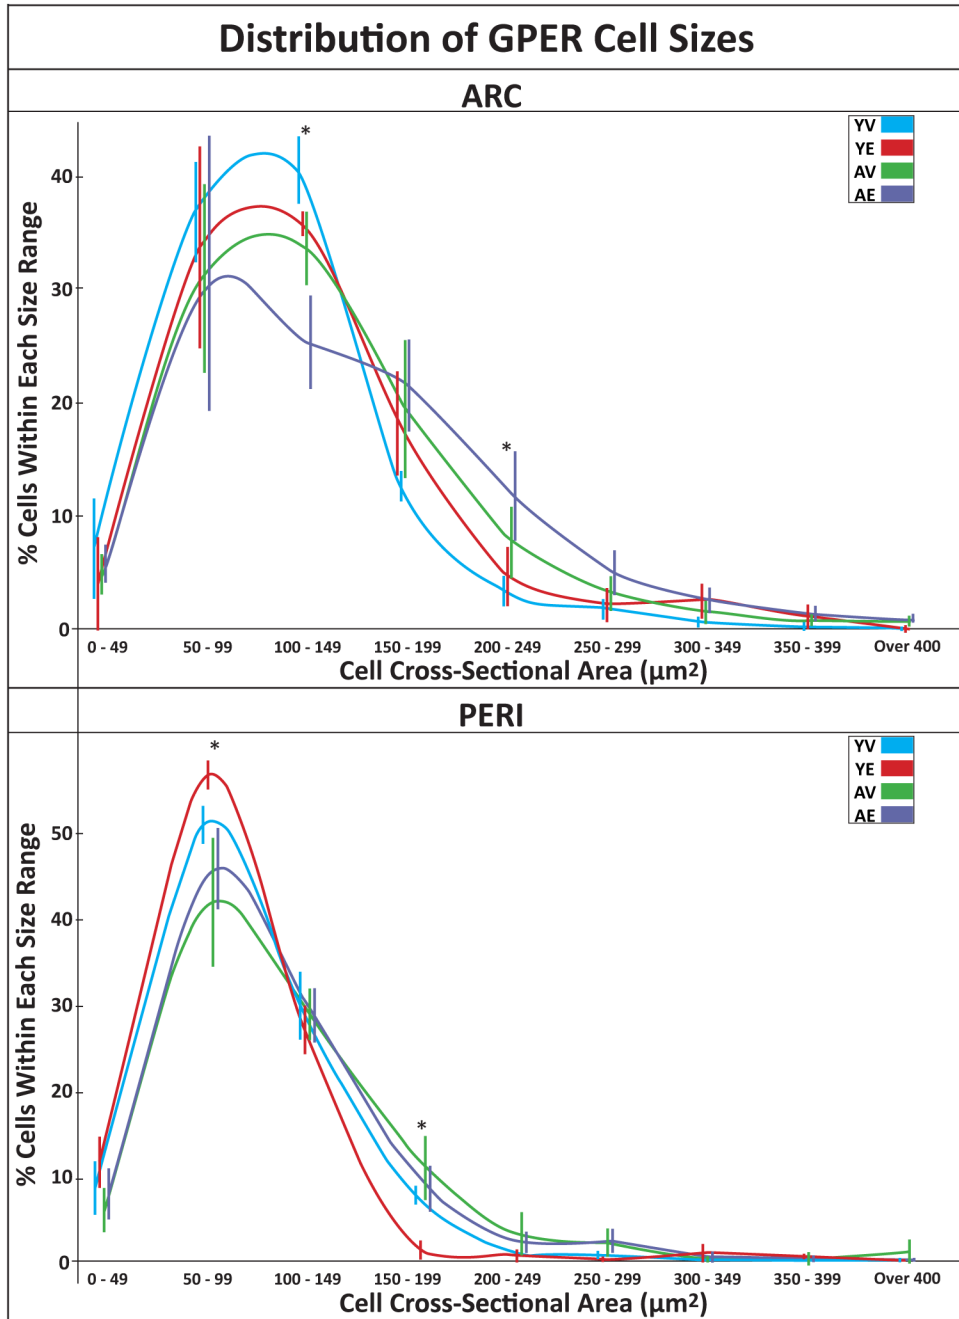 Distribution of GPER Cell Sizes
ARC
*
YV
YE
AV
AE
% Cells Within Each Size Range
40
30
*
20
10
0
0 - 49 50 - 99 100 - 149 150 - 199 200 - 249 250 - 299 300 - 349 350 - 399 Over 400
Cell Cross-Sectional Area (µm2)
PERI
*
YV
YE
AV
AE
% Cells Within Each Size Range
50
40
30
20
*
10
0
0 - 49 50 - 99 100 - 149 150 - 199 200 - 249 250 - 299 300 - 349 350 - 399 Over 400
Cell Cross-Sectional Area (µm2)